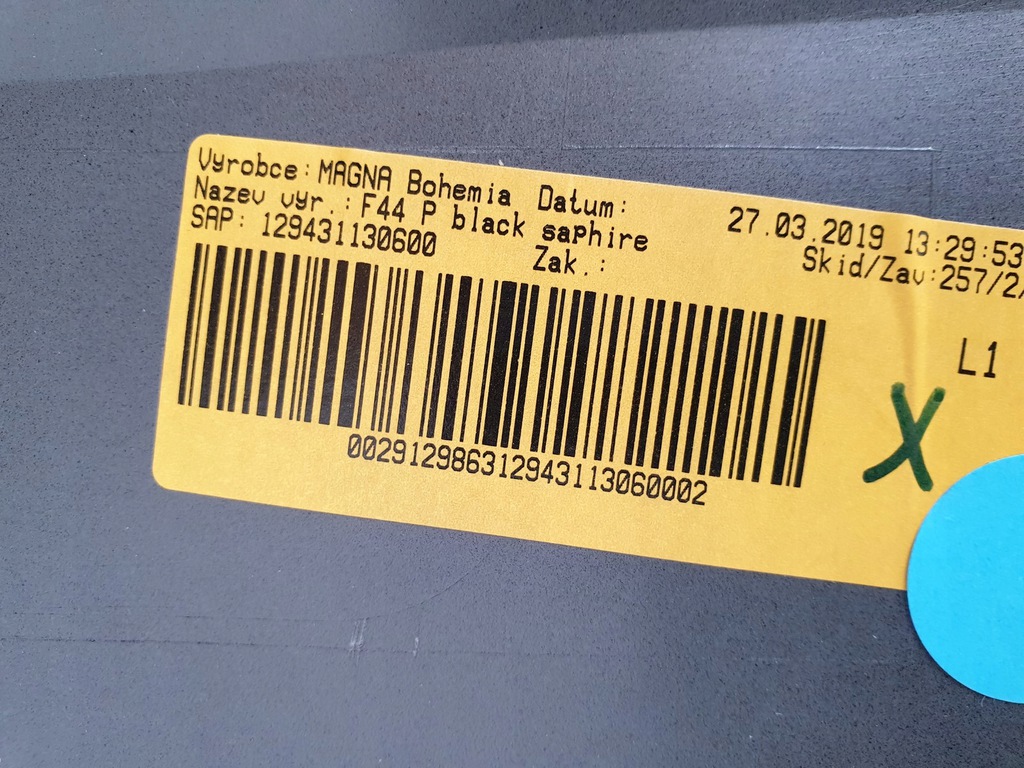 Vyrobce: MAGNA Bohemia Datum: 27.03.2019 13:29:53
Nazev vyr.: F44 P black saphire Skid/Zav:257/2/
SAP: 129431130600 Zak.:
L1
X
002912986312943113060002